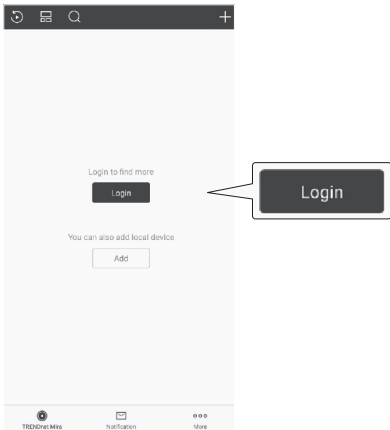 Login to find more
Login
Login
You can also add local device
Add
TRENDnet Mira
Notification
More